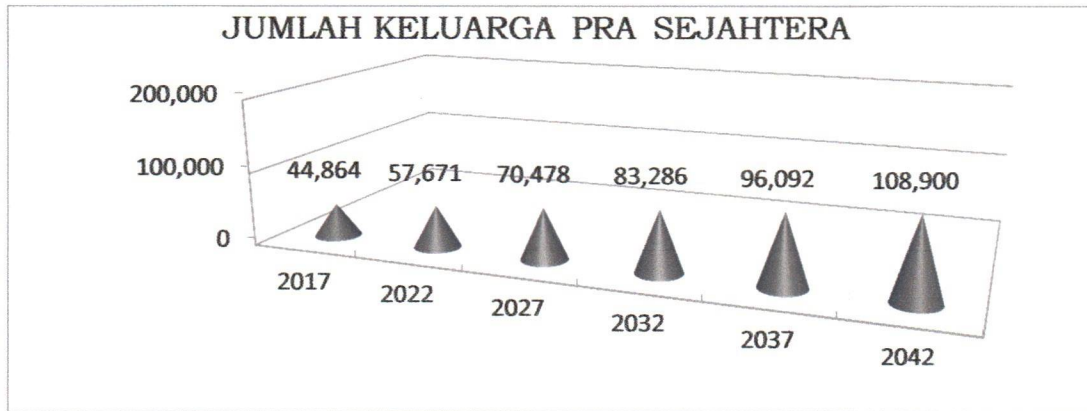 JUMLAH KELUARGA PRA SEJAHTERA
200,000
100,000
0
44,864 57,671 70,478 83,286 96,092 108,900
2017 2022 2027 2032 2037 2042